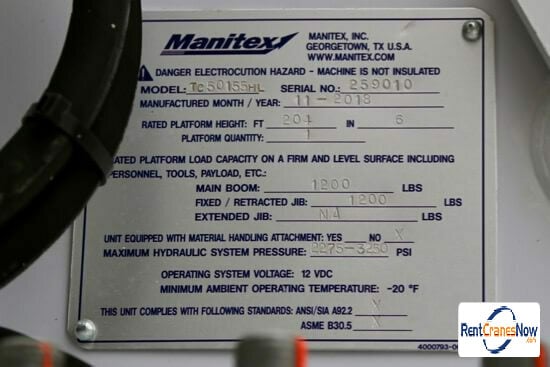 Manitex
MANITEX, INC.
GEORGETOWN, TX U.S.A.
WWW.MANITEX.COM
DANGER ELECTROCUTION HAZARD - MACHINE IS NOT INSULATED
MODEL: TC50155HL SERIAL NO.: 259010
MANUFACTURED MONTH / YEAR: 11-2018
RATED PLATFORM HEIGHT: FT 204 IN 6
PLATFORM QUANTITY: 1
RATED PLATFORM LOAD CAPACITY ON A FIRM AND LEVEL SURFACE INCLUDING
PERSONNEL, TOOLS, PAYLOAD, ETC.:
MAIN BOOM: 1200 LBS
FIXED / RETRACTED JIB: 1200 LBS
EXTENDED JIB: NA LBS
UNIT EQUIPPED WITH MATERIAL HANDLING ATTACHMENT: YES NO X
MAXIMUM HYDRAULIC SYSTEM PRESSURE: 2275-3250 PSI
OPERATING SYSTEM VOLTAGE: 12 VDC
MINIMUM AMBIENT OPERATING TEMPERATURE: -20 °F
THIS UNIT COMPLIES WITH FOLLOWING STANDARDS: ANSI/SIA A92.2 X
ASME B30.5 X
4000793-0
RentCranesNow